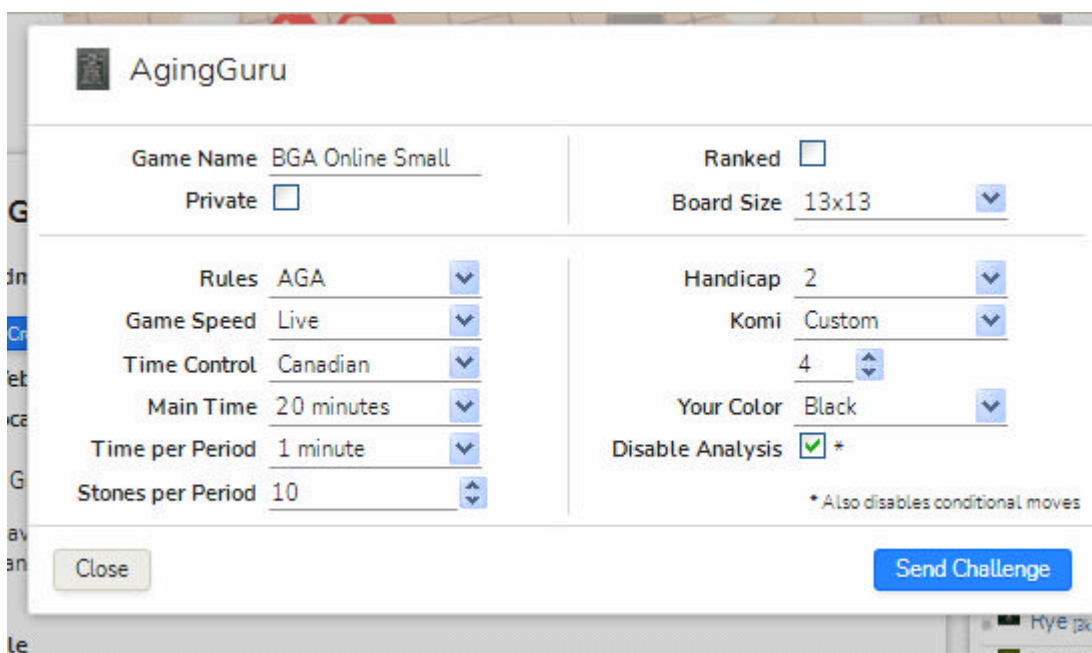 AgingGuru
Game Name BGA Online Small
Private
Ranked
Board Size 13x13
Rules AGA
Game Speed Live
Time Control Canadian
Main Time 20 minutes
Time per Period 1 minute
Stones per Period 10
Handicap 2
Komi Custom
4
Your Color Black
Disable Analysis *
* Also disables conditional moves
Close
Send Challenge
Rye